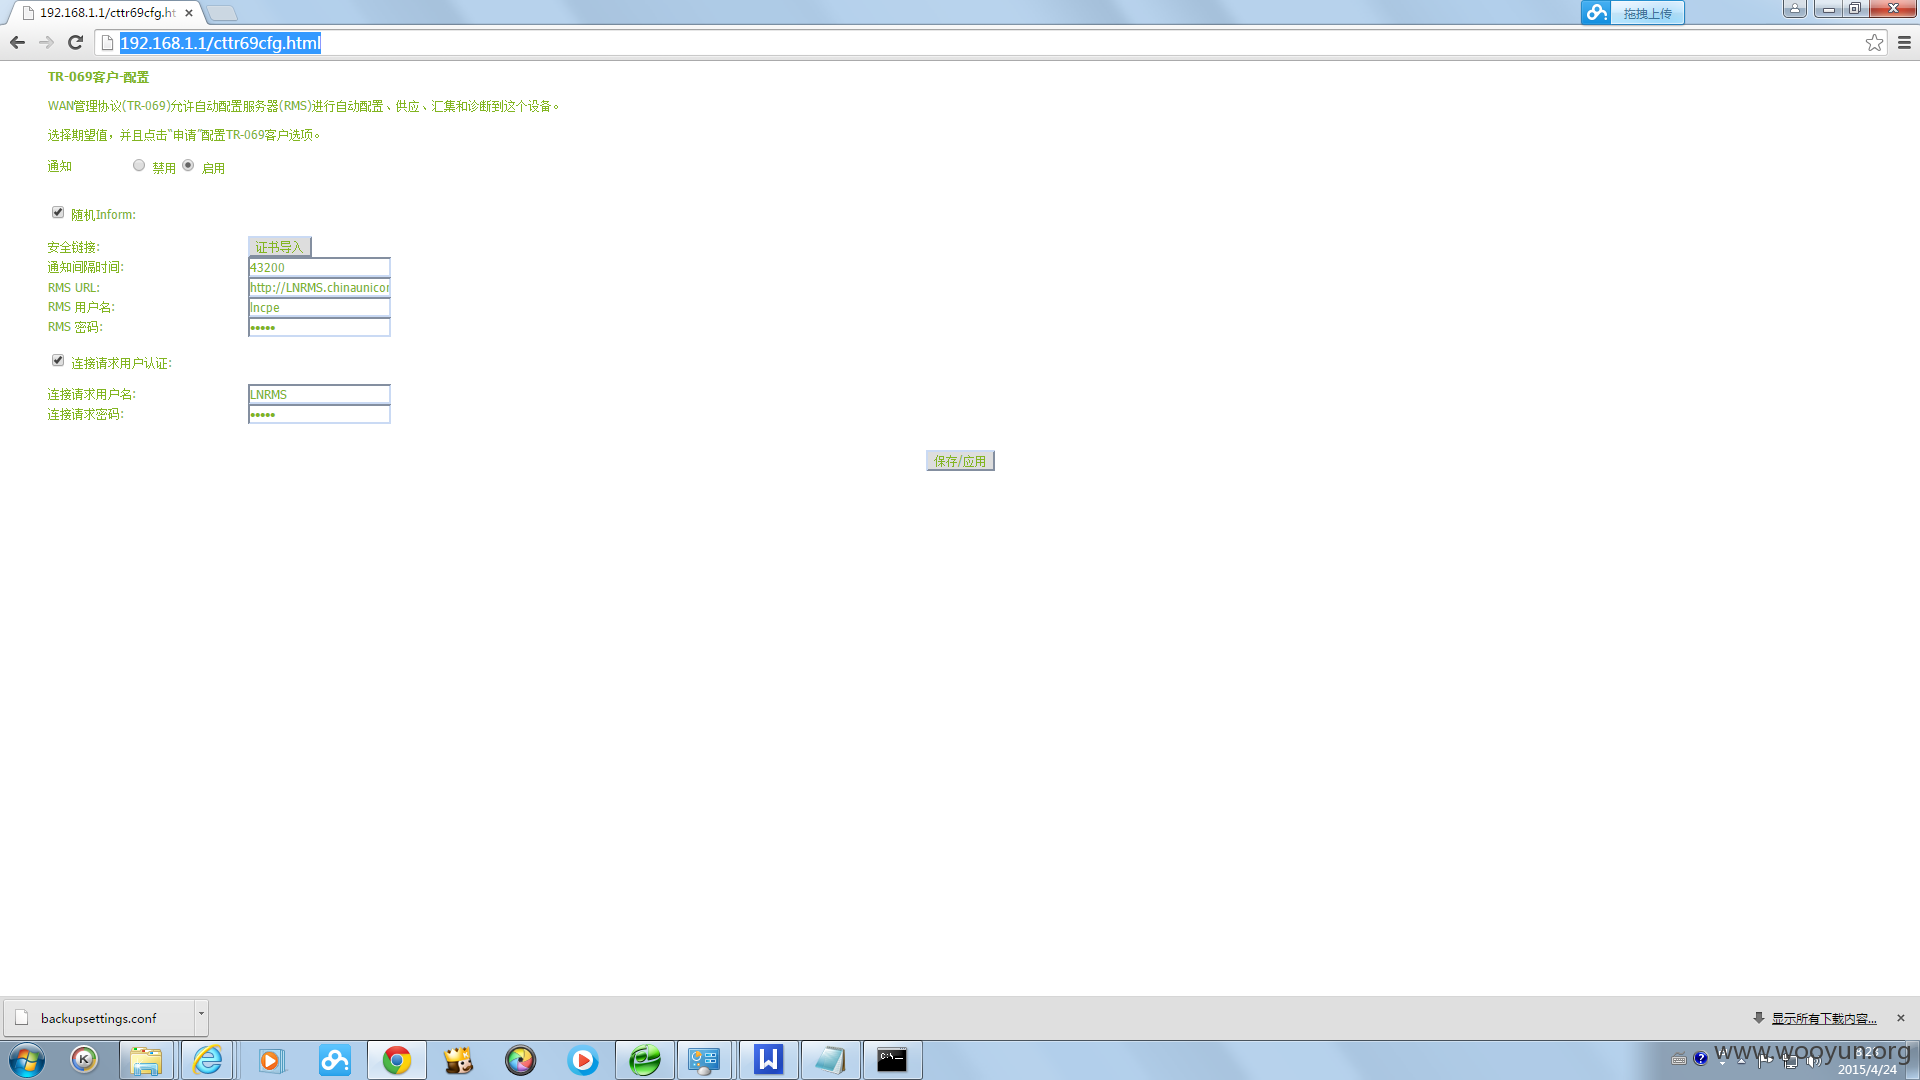 192.168.1.1/cttr69cfg.ht
拖拽上传
192.168.1.1/cttr69cfg.html
TR-069客户-配置
WAN管理协议(TR-069)允许自动配置服务器(RMS)进行自动配置、供应、汇集和诊断到这个设备。
选择期望值，并且点击"申请"配置TR-069客户选项。
通知 禁用 启用
随机Inform:
安全链接: 证书导入
通知间隔时间: 43200
RMS URL: http://LNRMS.chinaunicor
RMS 用户名: lncpe
RMS 密码: •••••
连接请求用户认证:
连接请求用户名: LNRMS
连接请求密码: •••••
保存/应用
backupsettings.conf
显示所有下载内容...
www.wooyun.org
2015/4/24